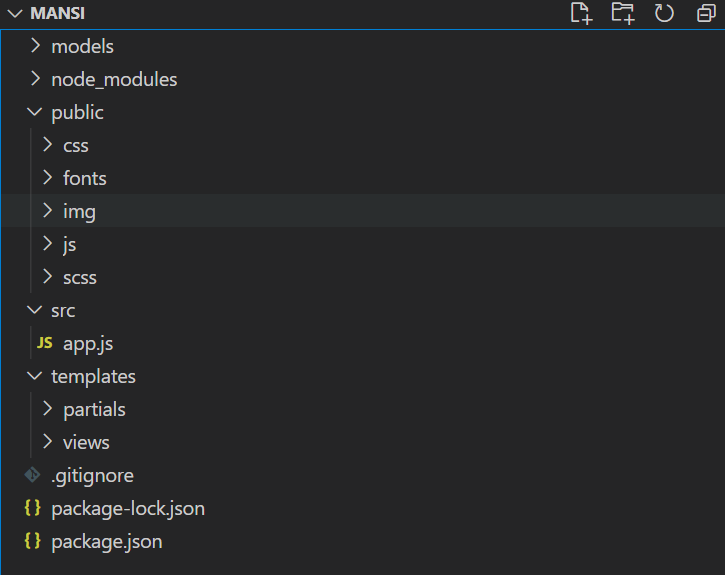 MANSI
models
node_modules
public
css
fonts
img
js
scss
src
JS app.js
templates
partials
views
.gitignore
{} package-lock.json
{} package.json